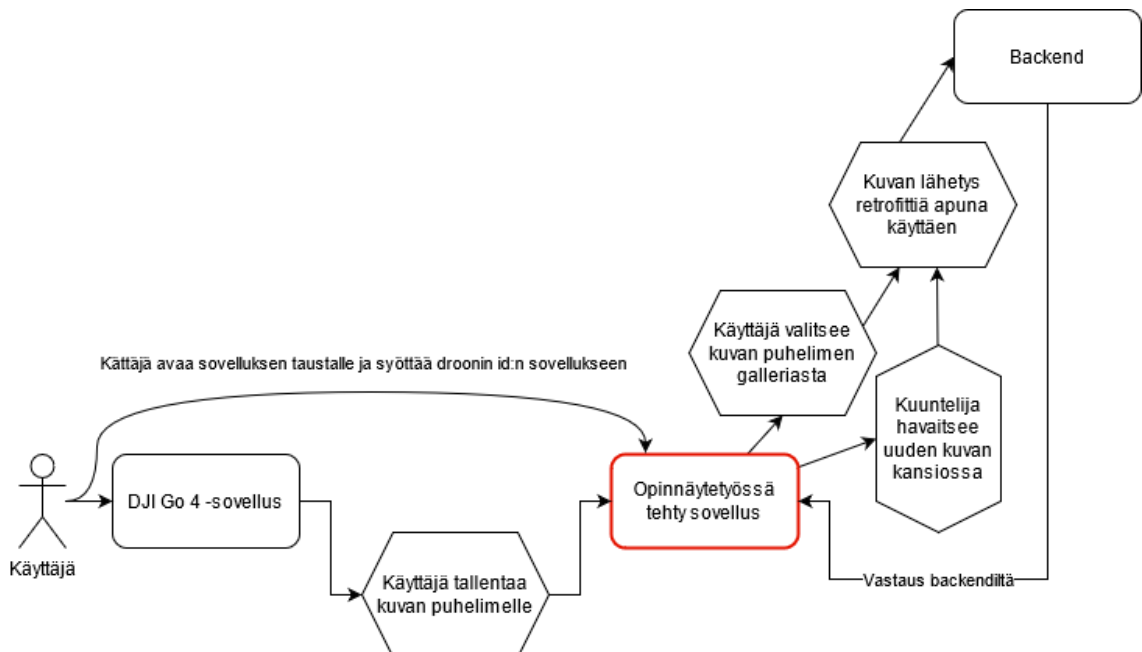 Backend
Kuvan lähetys
retrofittiä apuna
käyttäen
Käyttäjä valitsee
kuvan puhelimen
galleriasta
Kättäjä avaa sovelluksen taustalle ja syöttää droonin id:n sovellukseen
Kuuntelija
havaitsee
uuden kuvan
kansiossa
DJI Go 4 -sovellus
Opinnäytetyössä
tehty sovellus
Käyttäjä
Käyttäjä tallentaa
kuvan puhelimelle
Vastaus backendiltä